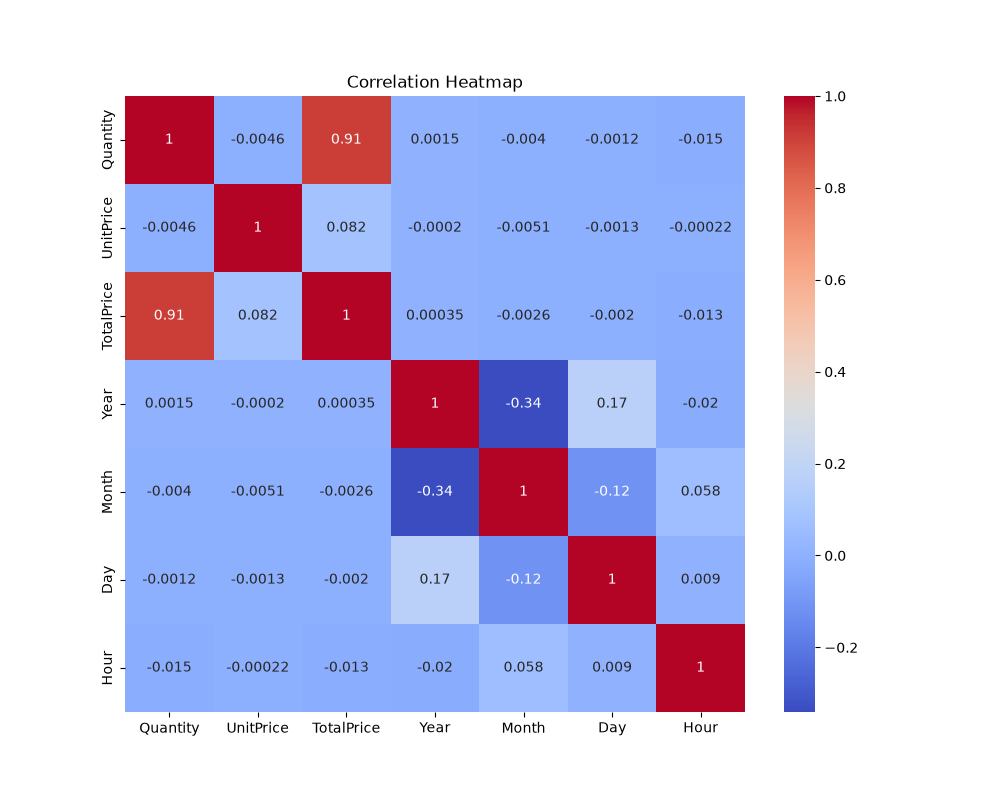 Correlation Heatmap
Quantity 1 -0.0046 0.91 0.0015 -0.004 -0.0012 -0.015
UnitPrice -0.0046 1 0.082 -0.0002 -0.0051 -0.0013 -0.00022
TotalPrice 0.91 0.082 1 0.00035 -0.0026 -0.002 -0.013
Year 0.0015 -0.0002 0.00035 1 -0.34 0.17 -0.02
Month -0.004 -0.0051 -0.0026 -0.34 1 -0.12 0.058
Day -0.0012 -0.0013 -0.002 0.17 -0.12 1 0.009
Hour -0.015 -0.00022 -0.013 -0.02 0.058 0.009 1
Quantity UnitPrice TotalPrice Year Month Day Hour
1.0
0.8
0.6
0.4
0.2
0.0
−0.2